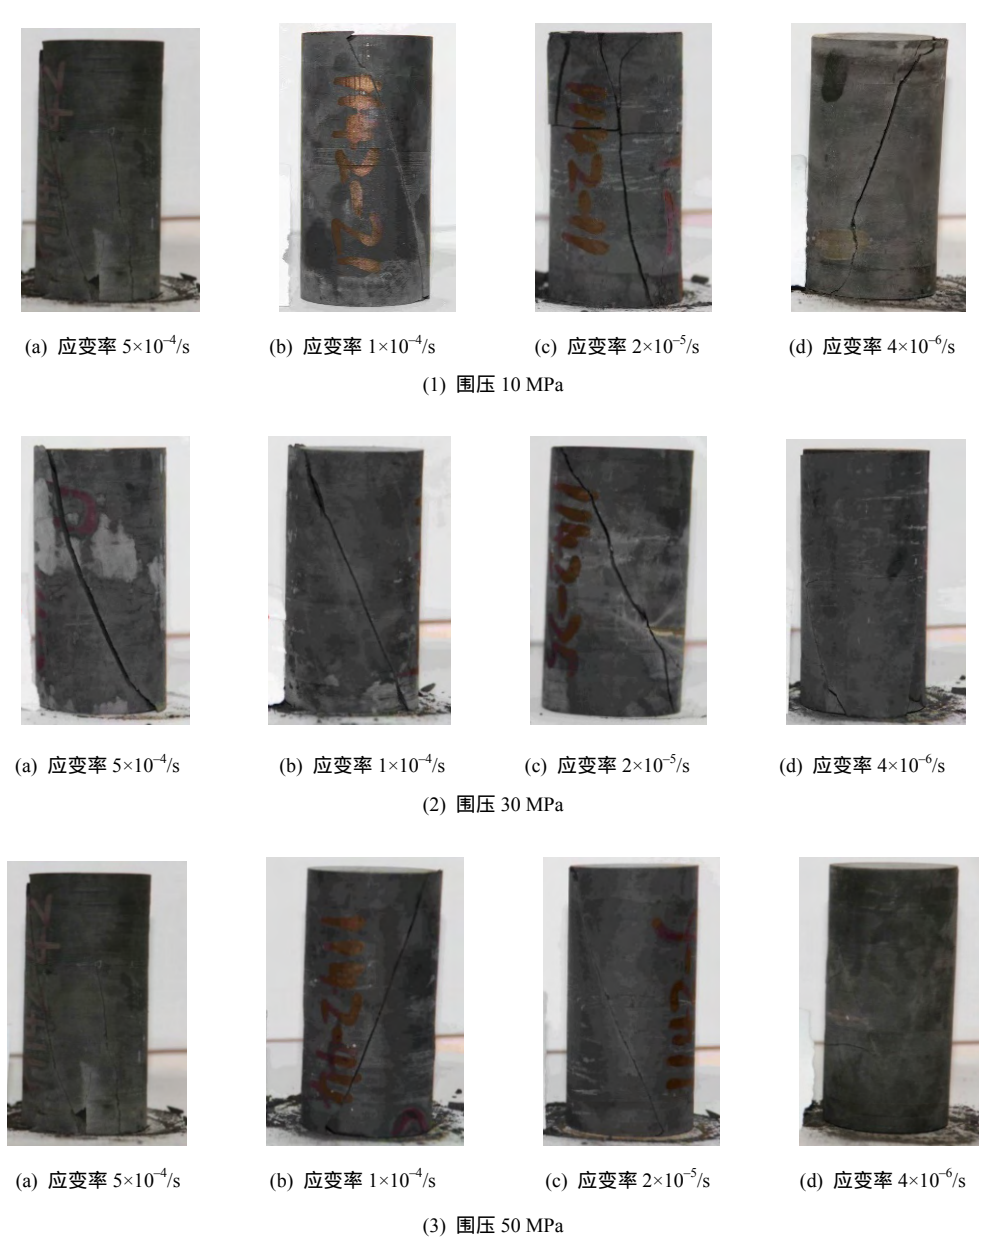 (a) 应变率 5×10⁻⁴/s (b) 应变率 1×10⁻⁴/s (c) 应变率 2×10⁻⁵/s (d) 应变率 4×10⁻⁶/s
(1) 围压 10 MPa
(a) 应变率 5×10⁻⁴/s (b) 应变率 1×10⁻⁴/s (c) 应变率 2×10⁻⁵/s (d) 应变率 4×10⁻⁶/s
(2) 围压 30 MPa
(a) 应变率 5×10⁻⁴/s (b) 应变率 1×10⁻⁴/s (c) 应变率 2×10⁻⁵/s (d) 应变率 4×10⁻⁶/s
(3) 围压 50 MPa